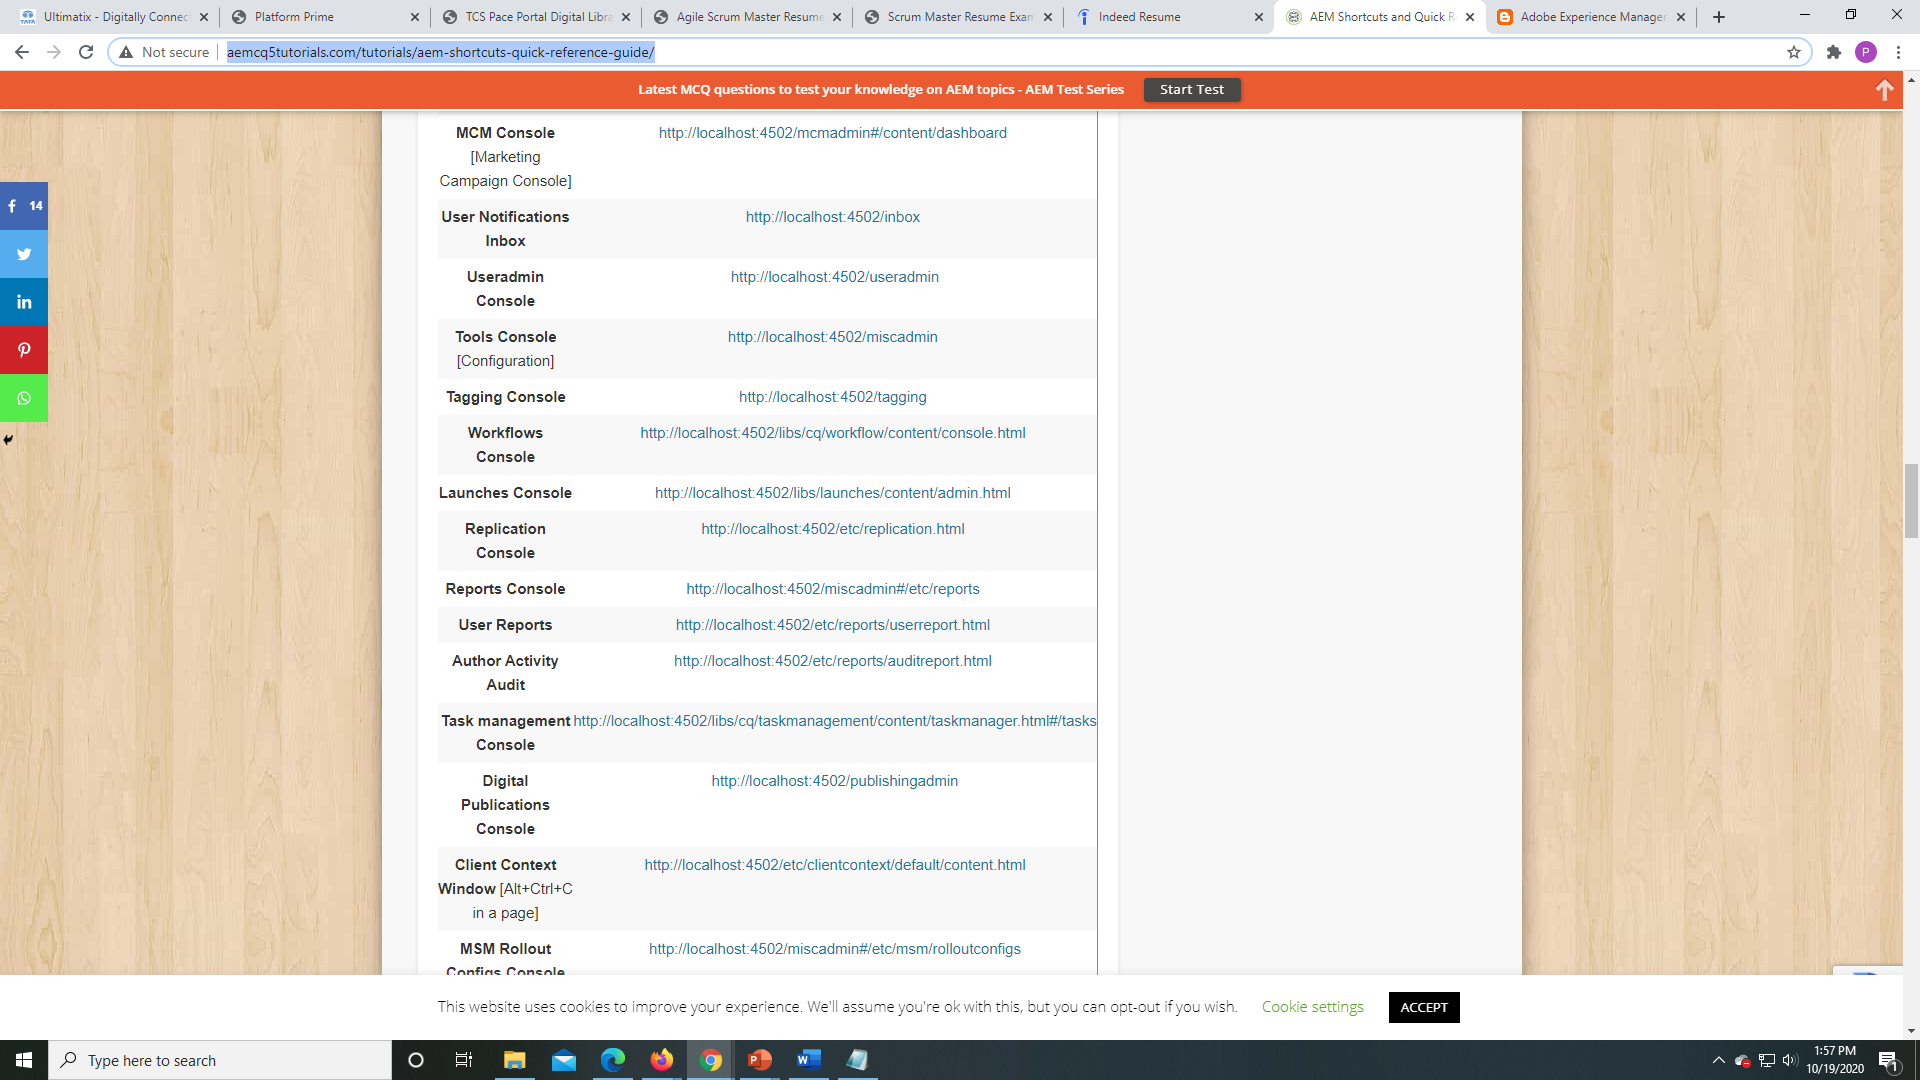 Ultimatix - Digitally Connec
Platform Prime
TCS Pace Portal Digital Libra
Agile Scrum Master Resume
Scrum Master Resume Exam
Indeed Resume
AEM Shortcuts and Quick R
Adobe Experience Manager
Not secure
aemcq5tutorials.com/tutorials/aem-shortcuts-quick-reference-guide/
P
Latest MCQ questions to test your knowledge on AEM topics - AEM Test Series
Start Test
MCM Console http://localhost:4502/mcmadmin#/content/dashboard
[Marketing
Campaign Console]
14
User Notifications http://localhost:4502/inbox
Inbox
Useradmin http://localhost:4502/useradmin
Console
Tools Console http://localhost:4502/miscadmin
[Configuration]
Tagging Console http://localhost:4502/tagging
Workflows http://localhost:4502/libs/cq/workflow/content/console.html
Console
Launches Console http://localhost:4502/libs/launches/content/admin.html
Replication http://localhost:4502/etc/replication.html
Console
Reports Console http://localhost:4502/miscadmin#/etc/reports
User Reports http://localhost:4502/etc/reports/userreport.html
Author Activity http://localhost:4502/etc/reports/auditreport.html
Audit
Task management http://localhost:4502/libs/cq/taskmanagement/content/taskmanager.html#/tasks
Console
Digital http://localhost:4502/publishingadmin
Publications
Console
Client Context http://localhost:4502/etc/clientcontext/default/content.html
Window [Alt+Ctrl+C
in a page]
MSM Rollout http://localhost:4502/miscadmin#/etc/msm/rolloutconfigs
Configs Console
This website uses cookies to improve your experience. We'll assume you're ok with this, but you can opt-out if you wish. Cookie settings ACCEPT
Type here to search
1:57 PM
10/19/2020
1